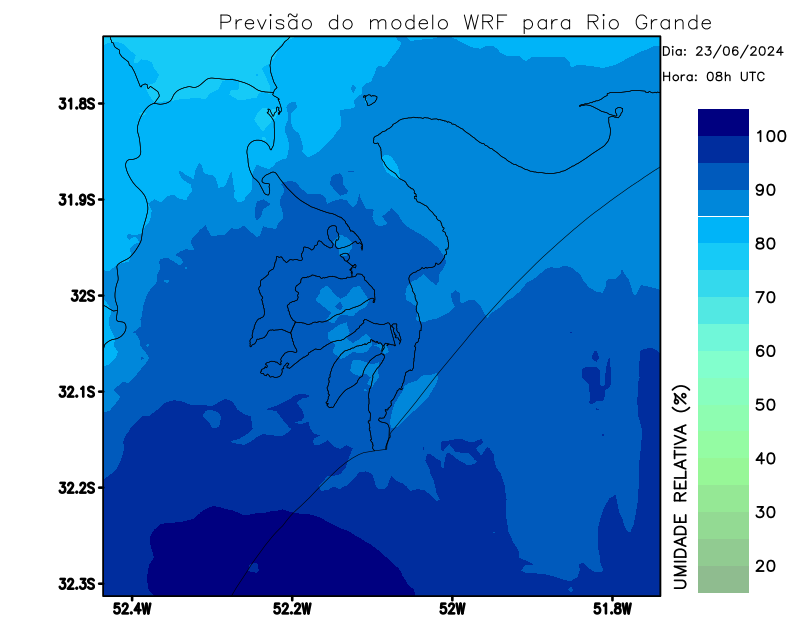 Previsão do modelo WRF para Rio Grande
Dia: 23/06/2024
Hora: 08h UTC
31.8S
31.9S
32S
32.1S
32.2S
32.3S
52.4W
52.2W
52W
51.8W
100
90
80
70
60
50
40
30
20
UMIDADE RELATIVA (%)